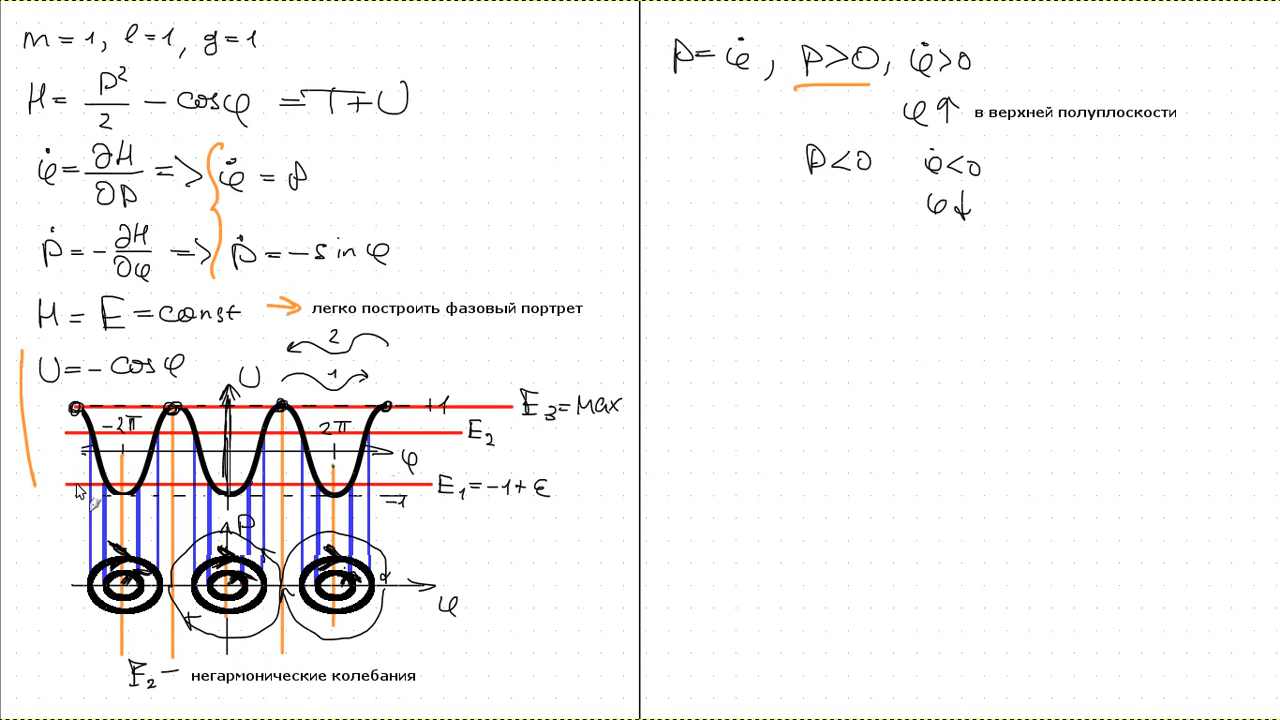 m = 1, l = 1, g = 1
H = p²/2 − cosφ = T + U
φ̇ = ∂H/∂p => φ̇ = p
ṗ = −∂H/∂φ => ṗ = −sin φ
H = E = const → легко построить фазовый портрет
2
U = − cos φ
1
U
+1
E₃ = max
−2π
2π
E₂
φ
E₁ = −1 + ε
−1
p
φ
E₂ — негармонические колебания
p = φ̇, p > 0, φ̇ > 0
φ↑ в верхней полуплоскости
p < 0 φ̇ < 0
φ↓